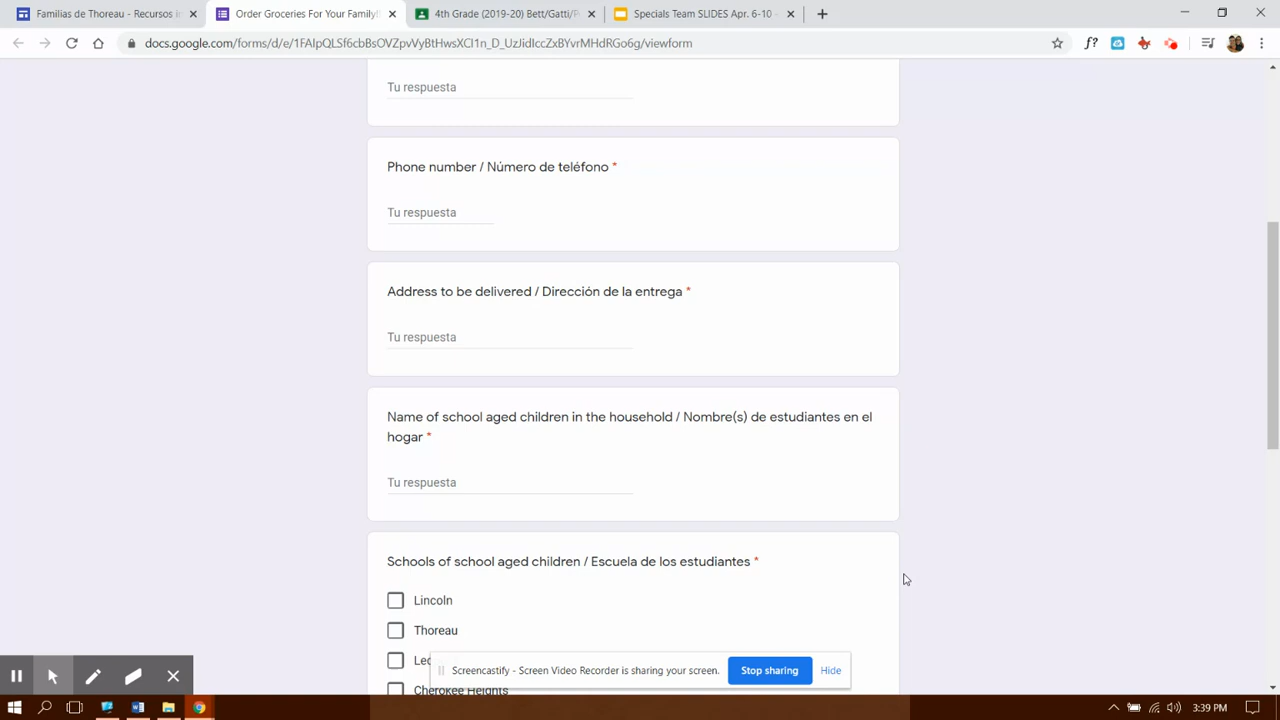 Familias de Thoreau - Recursos i
Order Groceries For Your Family!
4th Grade (2019-20) Bett/Gatti/P
Specials Team SLIDES Apr. 6-10 -
docs.google.com/forms/d/e/1FAIpQLSf6cbBsOVZpvVyBtHwsXCI1n_D_UzJidIccZxBYvrMHdRGo6g/viewform
f?
Tu respuesta
Phone number / Número de teléfono *
Tu respuesta
Address to be delivered / Dirección de la entrega *
Tu respuesta
Name of school aged children in the household / Nombre(s) de estudiantes en el
hogar *
Tu respuesta
Schools of school aged children / Escuela de los estudiantes *
Lincoln
Thoreau
Screencastify - Screen Video Recorder is sharing your screen.
Stop sharing
Hide
Cherokee Heights
3:39 PM